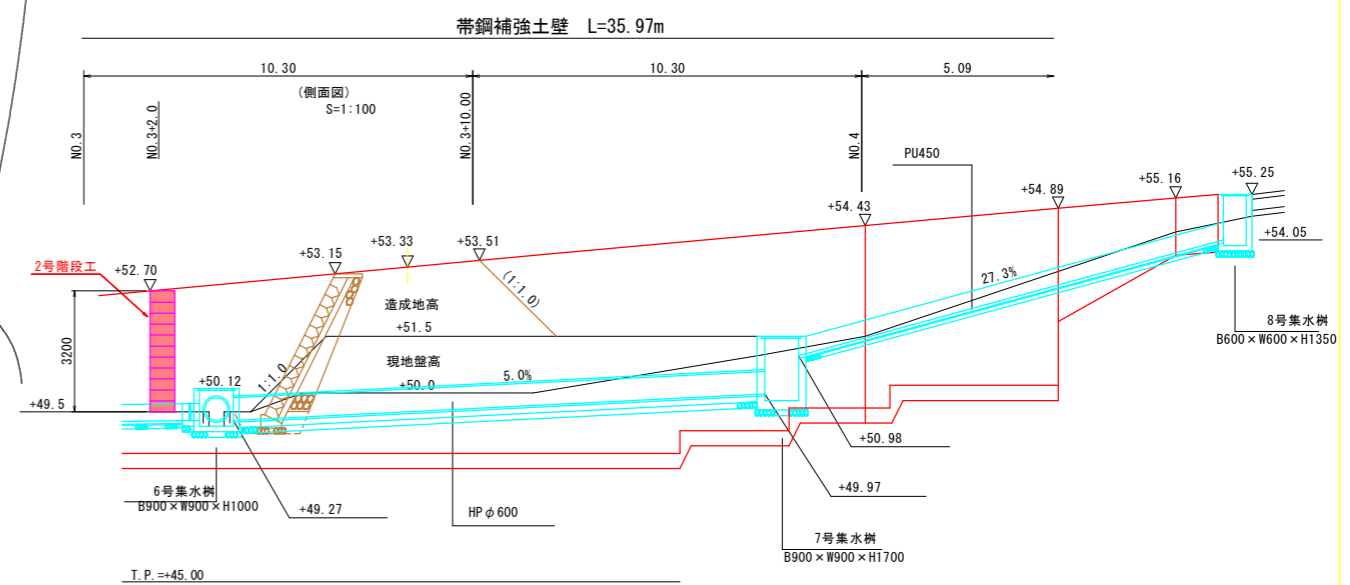 帯鋼補強土壁 L=35.97m
10.30
10.30
5.09
(側面図)
S=1:100
NO.3
NO.3+2.0
NO.3+10.00
NO.4
PU450
+55.16
+55.25
+54.89
+54.43
+54.05
+53.51
+53.33
+53.15
+52.70
2号階段工
(1:1.0)
27.3%
造成地高
+51.5
3200
現地盤高
1:1.0
+50.12
+50.0
5.0%
+49.5
8号集水桝
B600×W600×H1350
+50.98
+49.97
6号集水桝
B900×W900×H1000
+49.27
HPφ600
7号集水桝
B900×W900×H1700
T.P.=+45.00